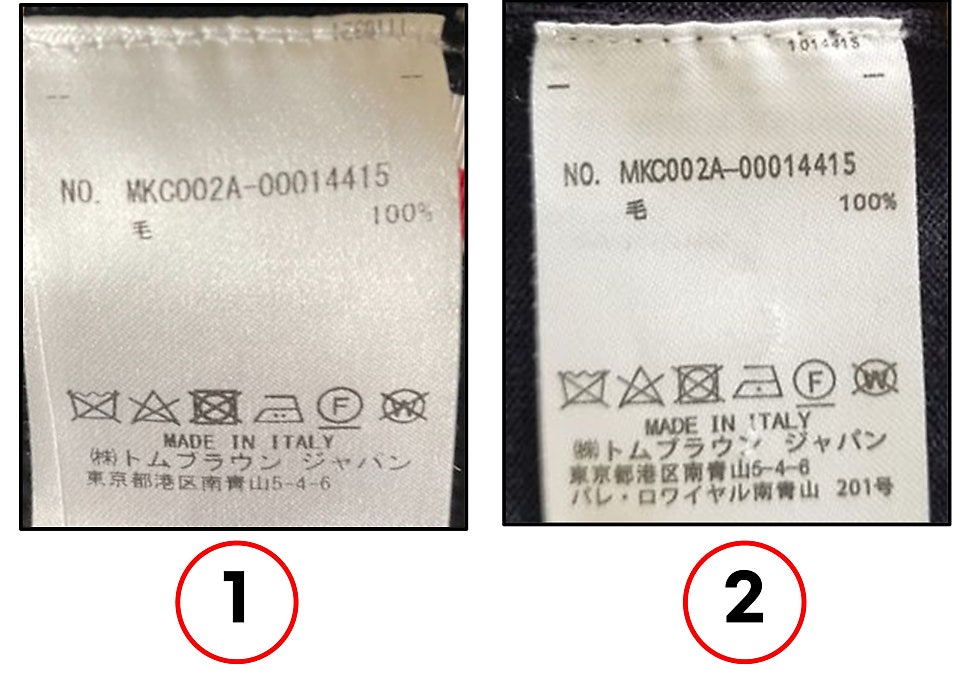 NO. MKC002A-00014415
毛 100%
MADE IN ITALY
㈱トムブラウン ジャパン
東京都港区南青山5-4-6
1
1014415
NO. MKC002A-00014415
毛 100%
MADE IN ITALY
㈱トムブラウン ジャパン
東京都港区南青山5-4-6
パレ・ロワイヤル南青山 201号
2